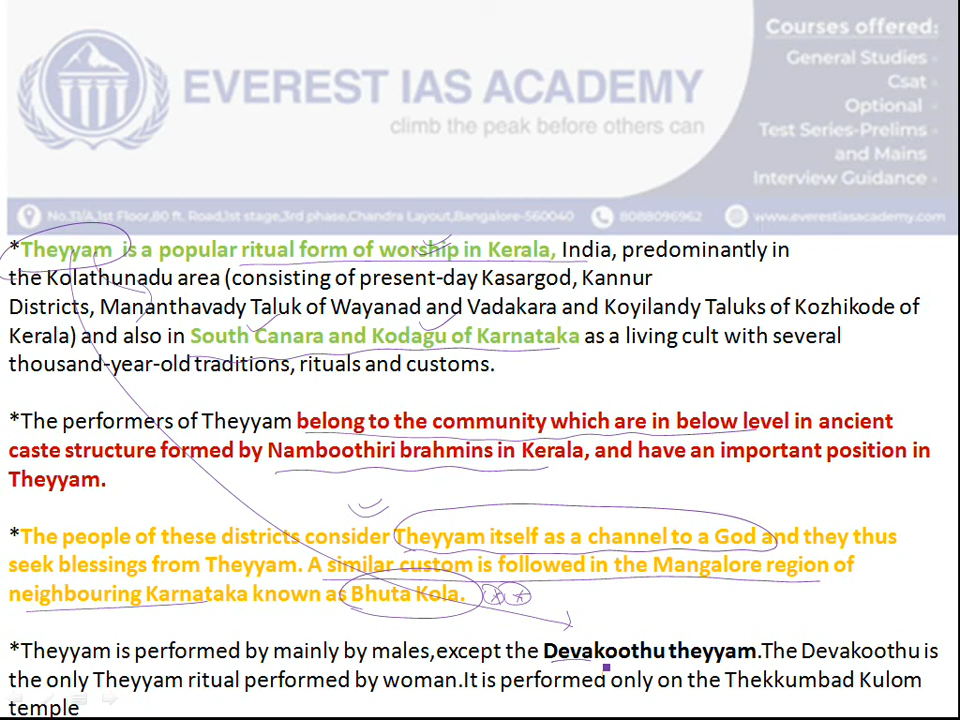 Courses offered:
General Studies
Csat
Optional
Test Series-Prelims
and Mains
Interview Guidance
EVEREST IAS ACADEMY
climb the peak before others can
No.31/A,1st Floor,80 ft. Road,1st stage,3rd phase,Chandra Layout,Bangalore-560040 8088096962 www.everestiasacademy.com
*Theyyam is a popular ritual form of worship in Kerala, India, predominantly in
the Kolathunadu area (consisting of present-day Kasargod, Kannur
Districts, Mananthavady Taluk of Wayanad and Vadakara and Koyilandy Taluks of Kozhikode of
Kerala) and also in South Canara and Kodagu of Karnataka as a living cult with several
thousand-year-old traditions, rituals and customs.
*The performers of Theyyam belong to the community which are in below level in ancient
caste structure formed by Namboothiri brahmins in Kerala, and have an important position in
Theyyam.
*The people of these districts consider Theyyam itself as a channel to a God and they thus
seek blessings from Theyyam. A similar custom is followed in the Mangalore region of
neighbouring Karnataka known as Bhuta Kola.
*Theyyam is performed by mainly by males,except the Devakoothu theyyam.The Devakoothu is
the only Theyyam ritual performed by woman.It is performed only on the Thekkumbad Kulom
temple